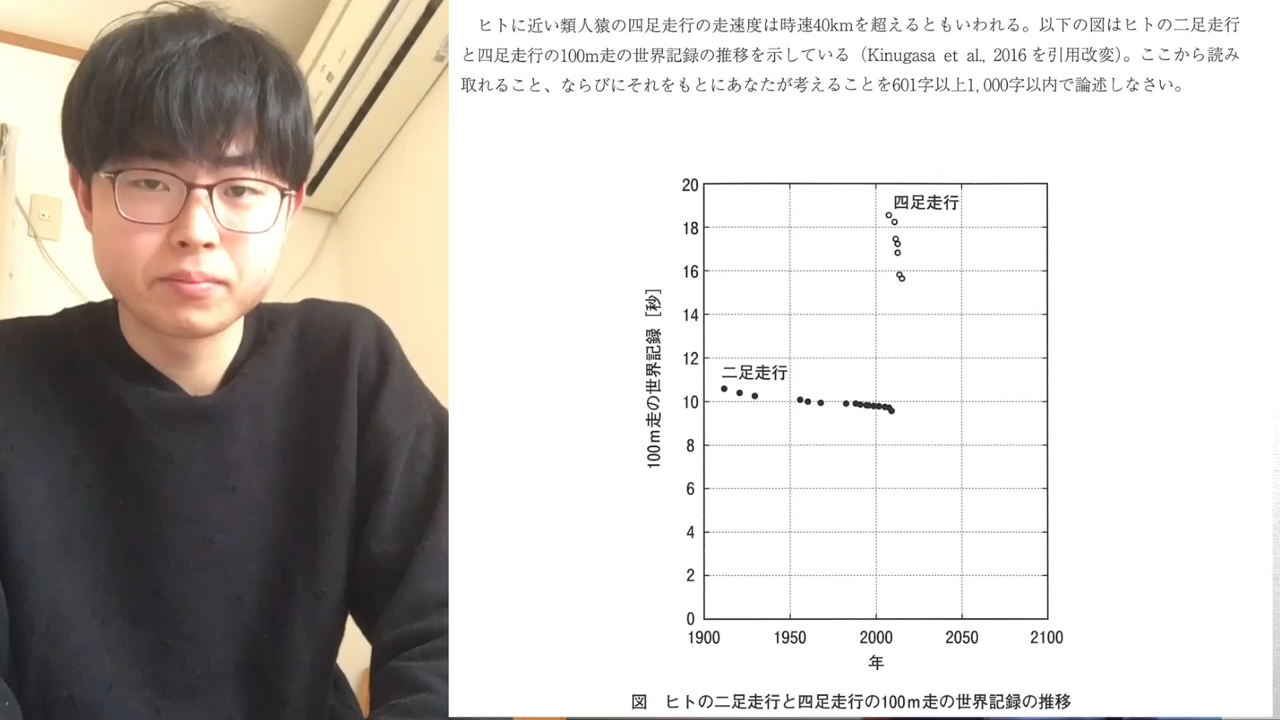 ヒトに近い類人猿の四足走行の走速度は時速40kmを超えるともいわれる。以下の図はヒトの二足走行
と四足走行の100m走の世界記録の推移を示している（Kinugasa et al., 2016 を引用改変）。ここから読み
取れること、ならびにそれをもとにあなたが考えることを601字以上1,000字以内で論述しなさい。
20
四足走行
18
16
14
12
二足走行
10
8
6
4
2
0
100m走の世界記録［秒］
1900 1950 2000 2050 2100
年
図 ヒトの二足走行と四足走行の100m走の世界記録の推移